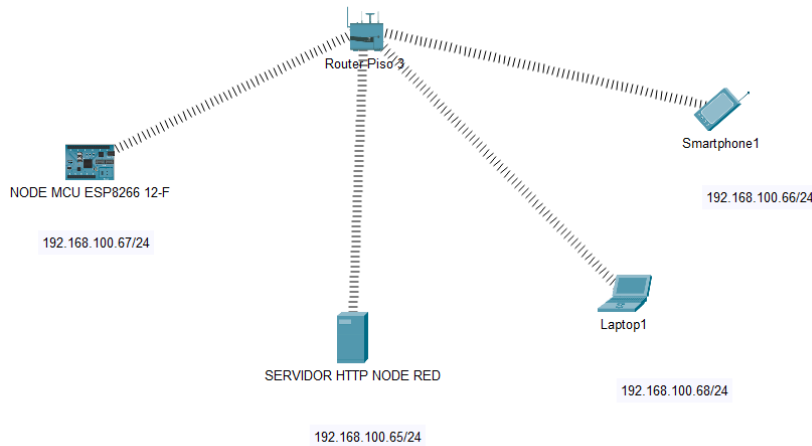 Router Piso 3
Smartphone1
NODE MCU ESP8266 12-F
192.168.100.66/24
192.168.100.67/24
Laptop1
SERVIDOR HTTP NODE RED
192.168.100.68/24
192.168.100.65/24